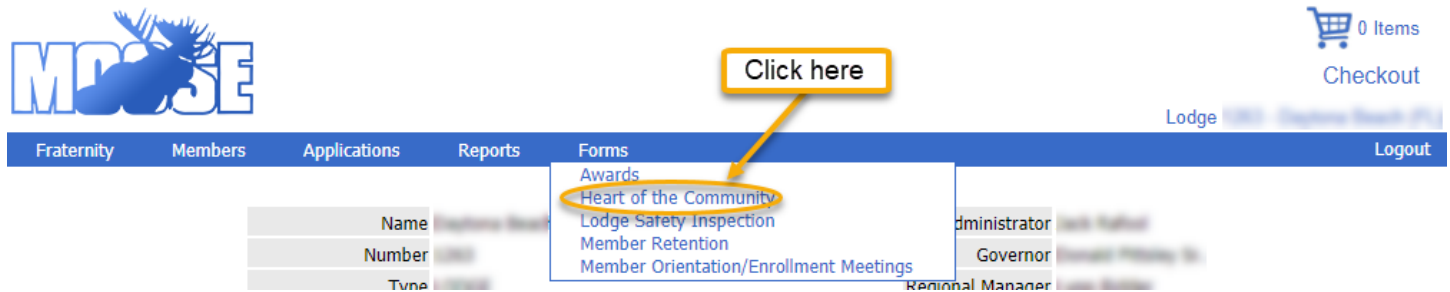 MOOSE
0 Items
Click here
Checkout
Lodge
Fraternity Members Applications Reports Forms Logout
Awards
Heart of the Community
Lodge Safety Inspection
Member Retention
Member Orientation/Enrollment Meetings
Name
dministrator
Number
Governor
Type
Regional Manager